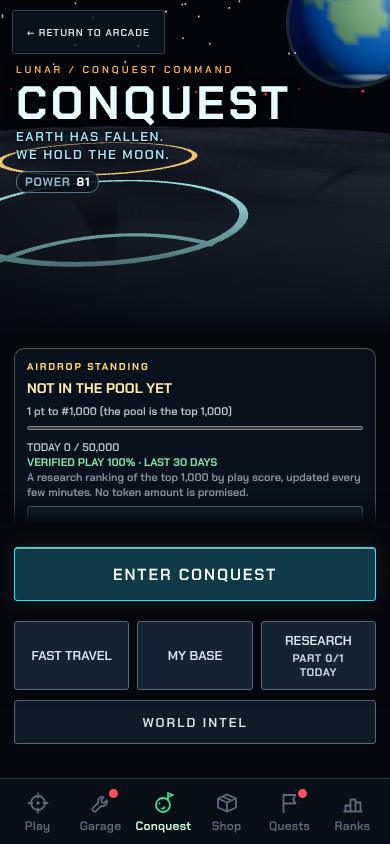 ← RETURN TO ARCADE
LUNAR / CONQUEST COMMAND
CONQUEST
EARTH HAS FALLEN.
WE HOLD THE MOON.
POWER 81
AIRDROP STANDING
NOT IN THE POOL YET
1 pt to #1,000 (the pool is the top 1,000)
TODAY 0 / 50,000
VERIFIED PLAY 100% · LAST 30 DAYS
A research ranking of the top 1,000 by play score, updated every
few minutes. No token amount is promised.
ENTER CONQUEST
FAST TRAVEL
MY BASE
RESEARCH
PART 0/1
TODAY
WORLD INTEL
Play
Garage
Conquest
Shop
Quests
Ranks